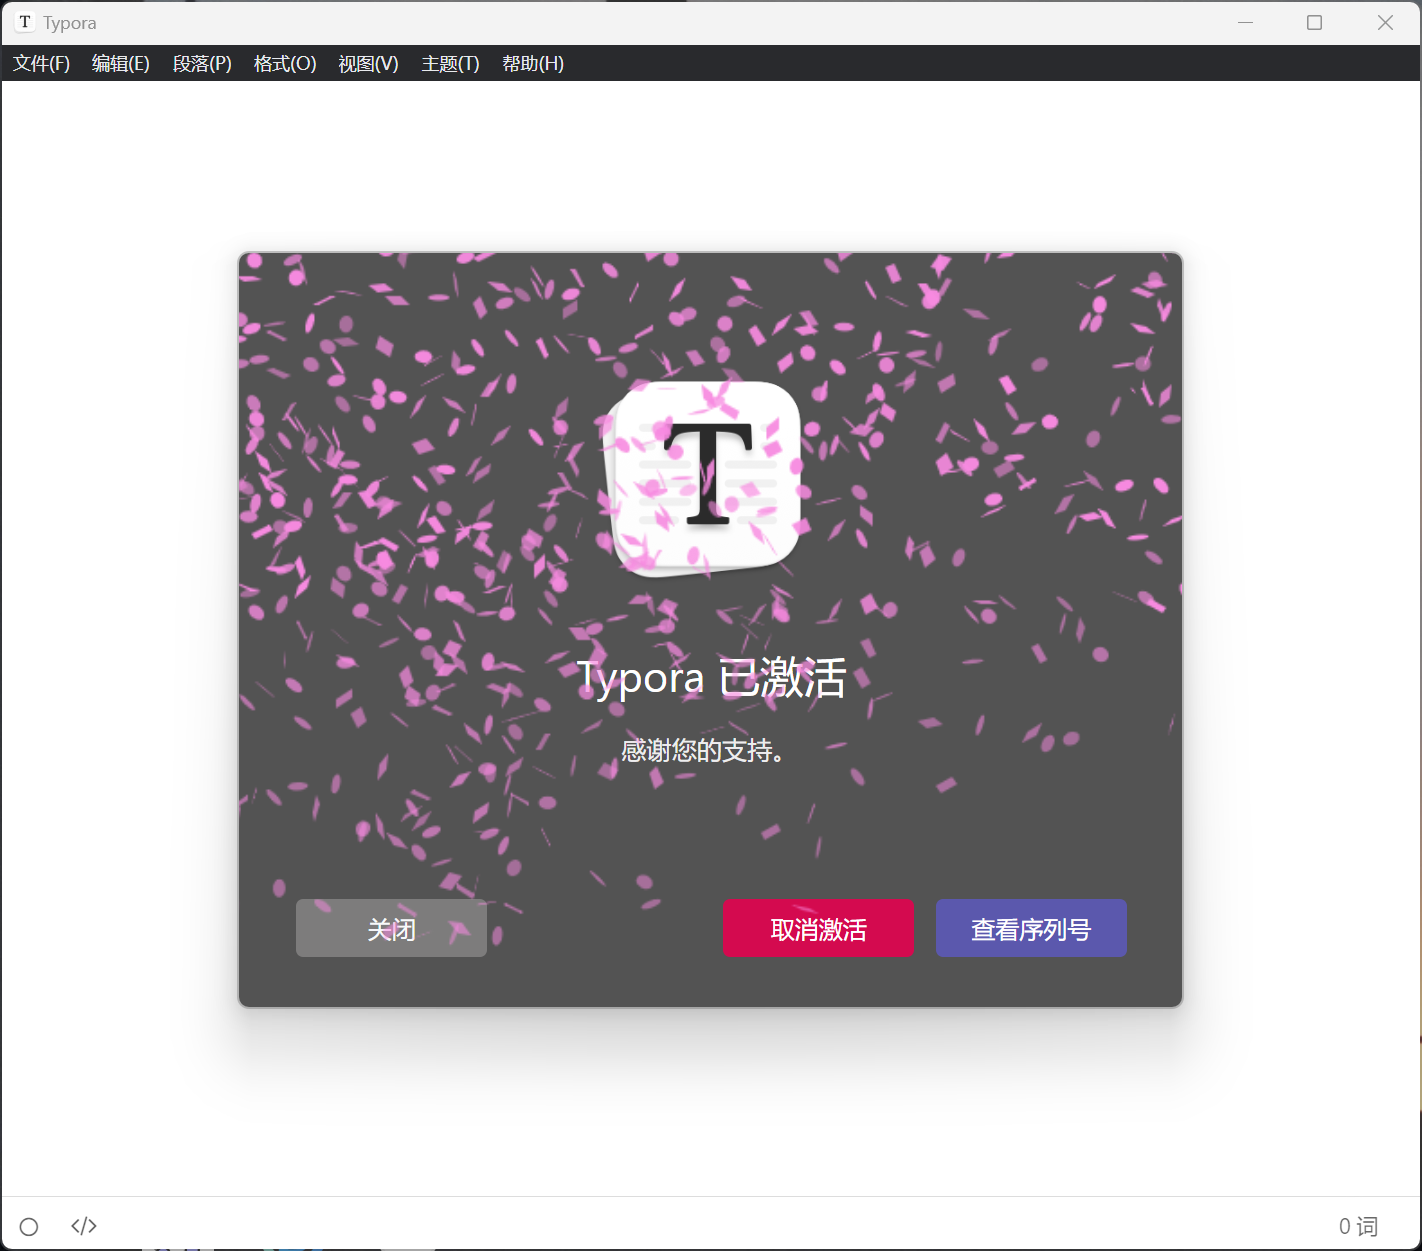 T Typora
文件(F) 编辑(E) 段落(P) 格式(O) 视图(V) 主题(T) 帮助(H)
T
Typora 已激活
感谢您的支持。
关闭 取消激活 查看序列号
</> 0 词